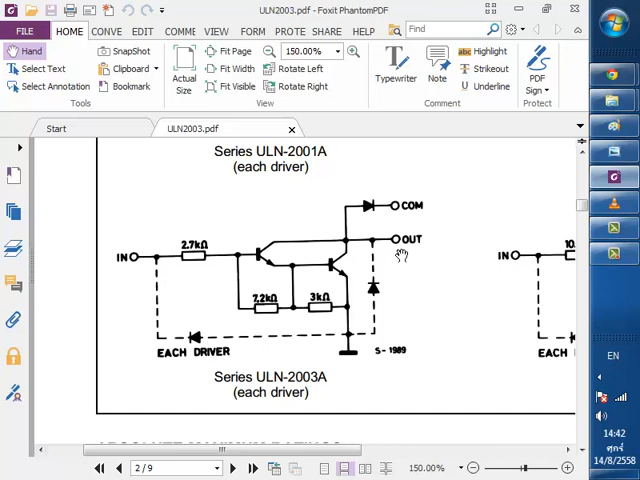 ULN2003.pdf - Foxit PhantomPDF
FILE HOME CONVE EDIT COMME VIEW FORM PROTE SHARE HELP Find
Hand SnapShot Fit Page 150.00%
Select Text Clipboard Fit Width Rotate Left
Select Annotation Bookmark Fit Visible Rotate Right
Actual
Size
Typewriter
Note
abc Highlight
Strikeout
Underline
PDF
Sign
Tools View Comment Protect
Start ULN2003.pdf
Series ULN-2001A
(each driver)
COM
OUT
IN 2.7kΩ
IN 10.
7,2kΩ 3kΩ
EACH DRIVER
S-1989
EACH D
Series ULN-2003A
(each driver)
2 / 9 150.00%
EN
14:42
ศุกร์
14/8/2558